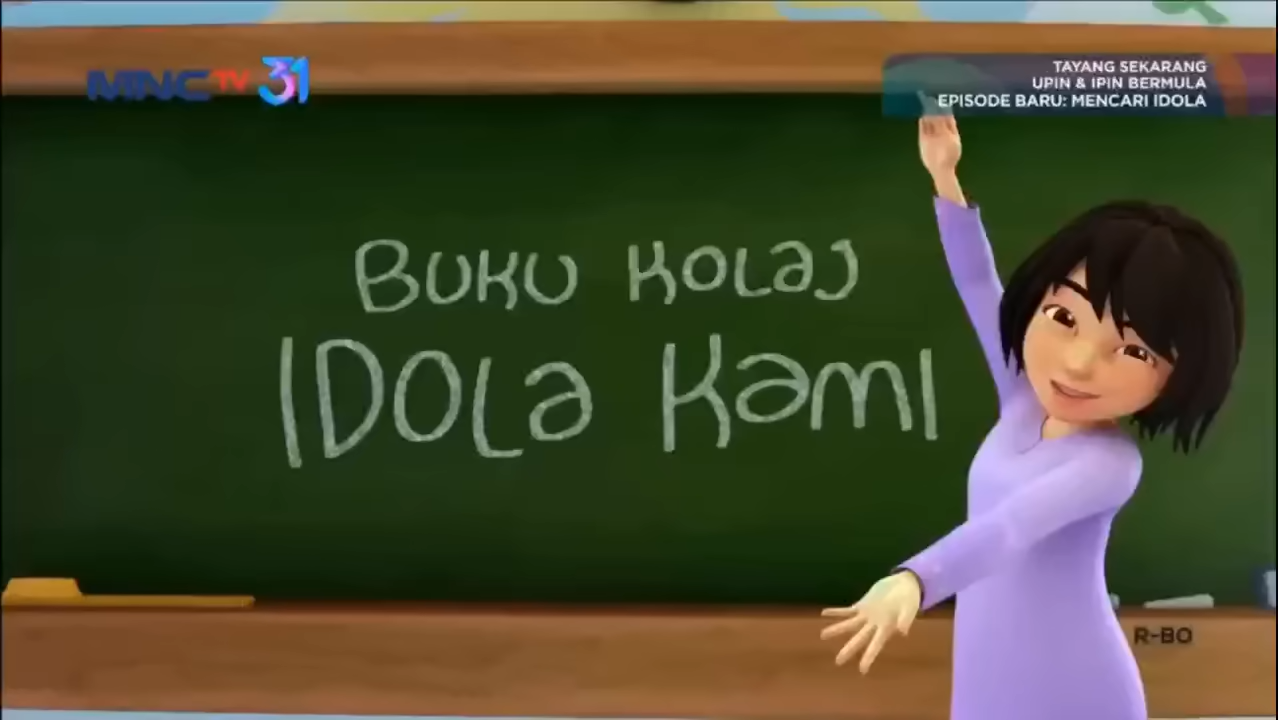 MNCTV 31
TAYANG SEKARANG
UPIN & IPIN BERMULA
EPISODE BARU: MENCARI IDOLA
BUKU KOLAJ
IDOLA KAMI
R-BO